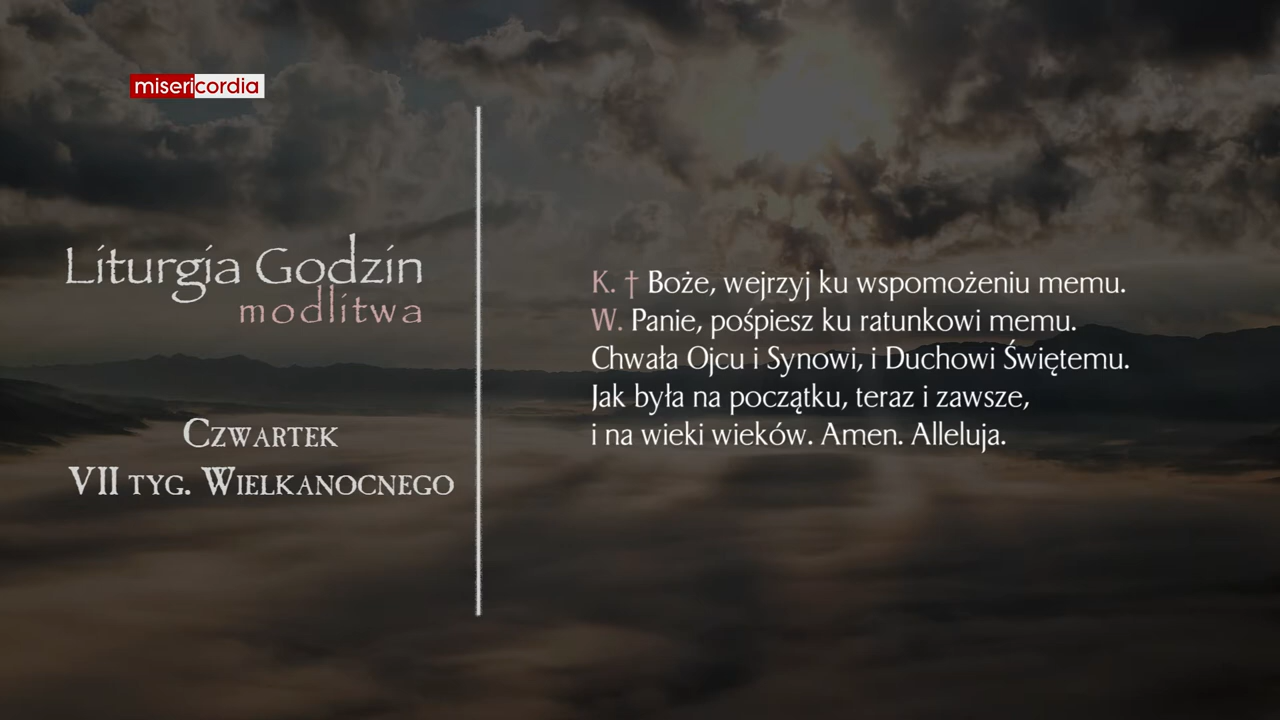 misericordia
Liturgia Godzin
modlitwa
Czwartek
VII tyg. Wielkanocnego
K. † Boże, wejrzyj ku wspomożeniu memu.
W. Panie, pośpiesz ku ratunkowi memu.
Chwała Ojcu i Synowi, i Duchowi Świętemu.
Jak była na początku, teraz i zawsze,
i na wieki wieków. Amen. Alleluja.